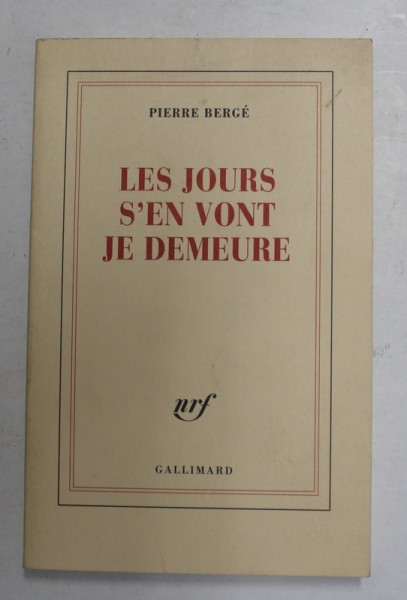 PIERRE BERGÉ
LES JOURS
S'EN VONT
JE DEMEURE
nrf
GALLIMARD